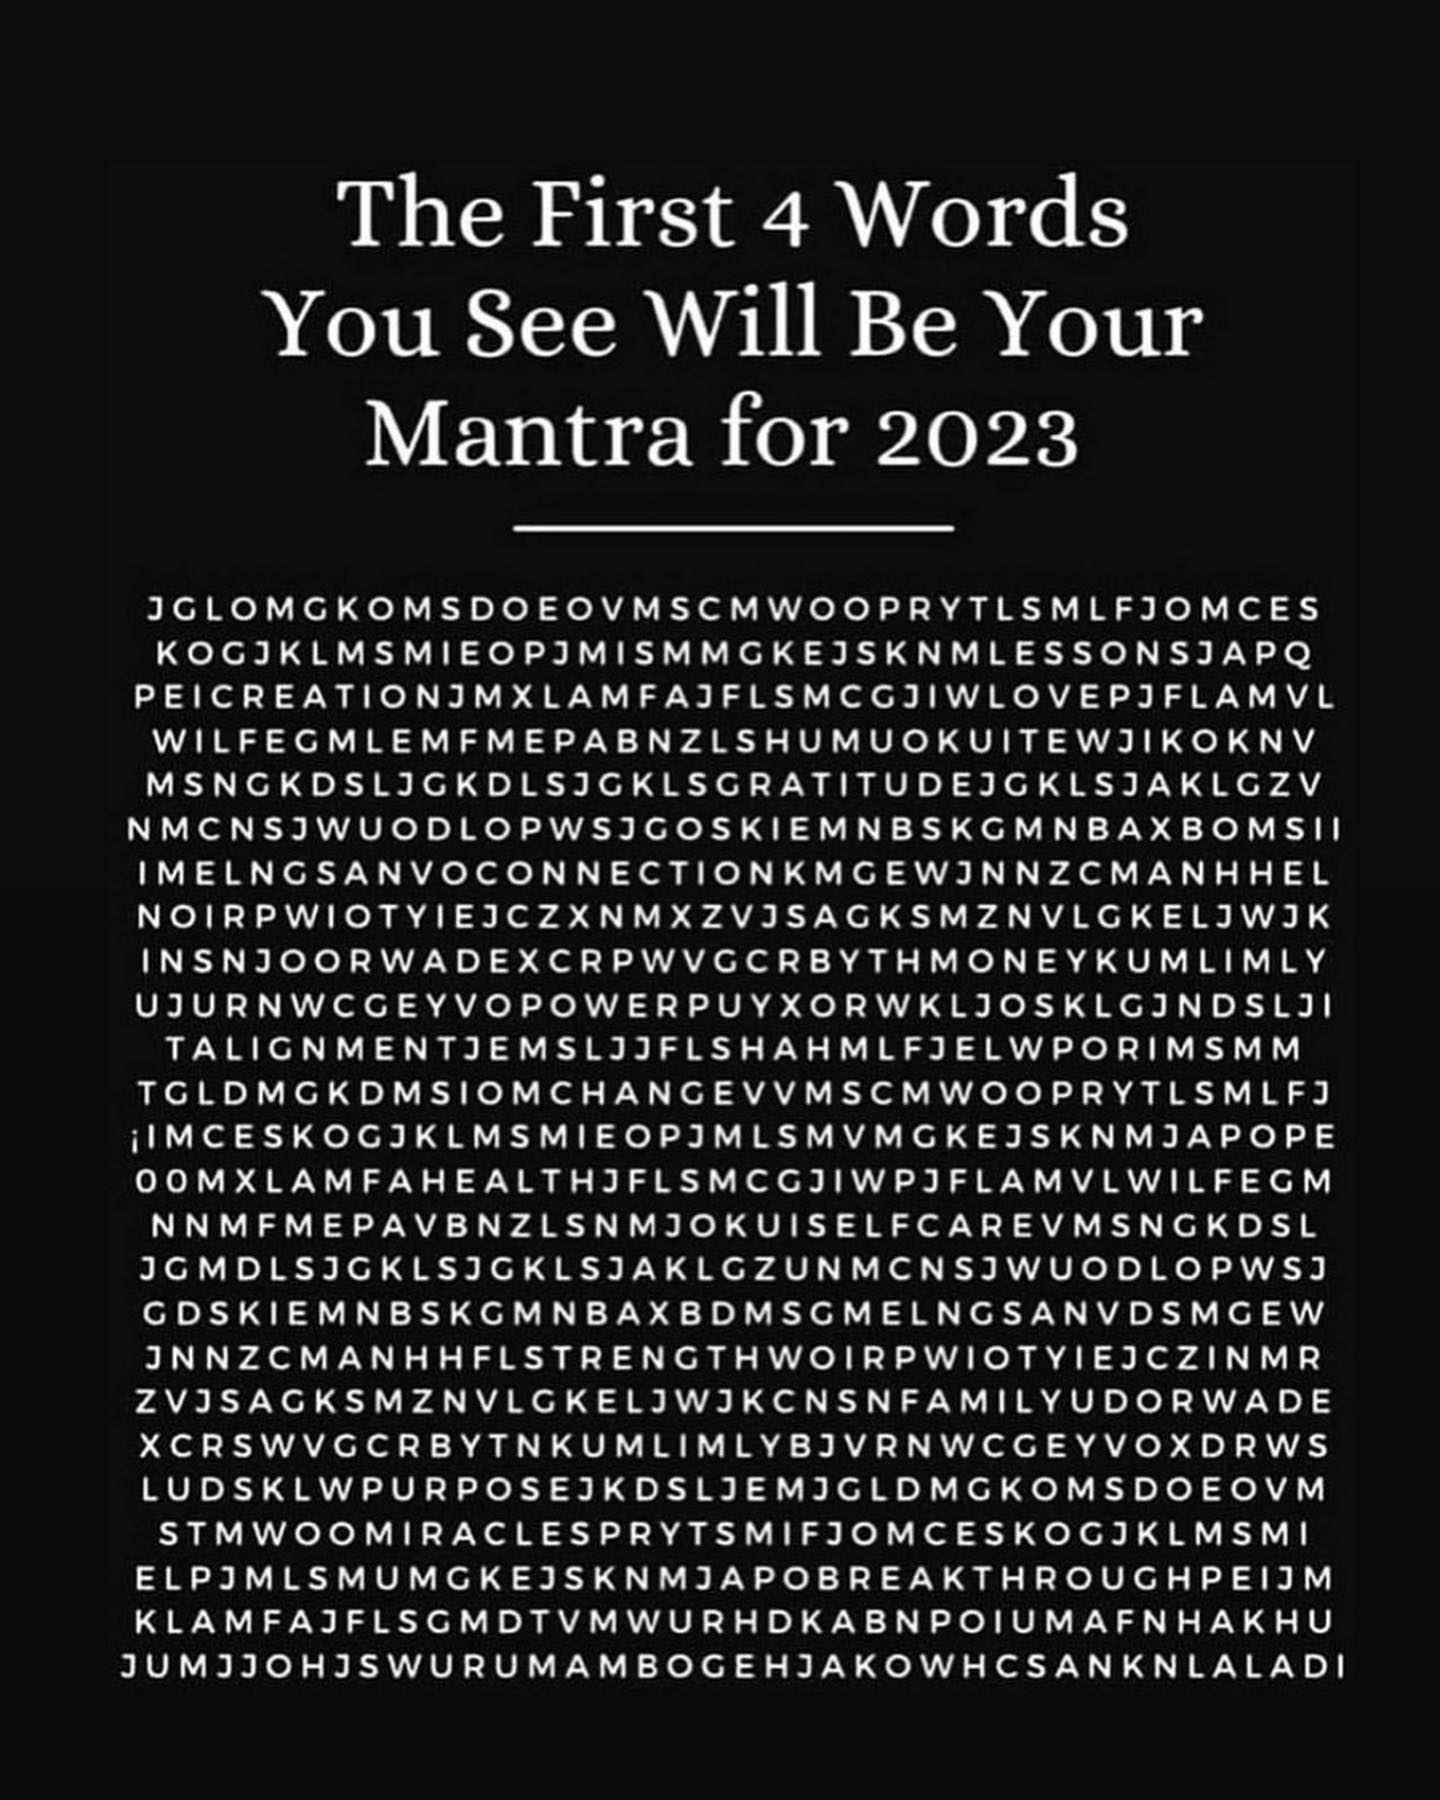 The First 4 Words
You See Will Be Your
Mantra for 2023
JGLOMGKOMSDOEOVMSCMWOOPRYTLSMLFJOMCES
KOGJKLMSMIEOPJMISMMGKEJSKNMLESSONSJAPQ
PEICREATIONJMXLAMFAJFLSMCGJIWLOVEPJFLAMVL
WILFEGMLEMFMEPABNZLSHUMUOKUITEWJIKOKNV
MSNGKDSLJGKDLSJGKLSGRATITUDEJGKLSJAKLGZV
NMCNSJWUODLOPWSJGOSKIEMNBSKGMNBAXBOMSII
IMELNGSANVOCONNECTIONKMGEWJNNZCMANHHEL
NOIRPWIOTYIEJCZXNMXZVJSAGKSMZNVLGKELJWJK
INSNJOORWADEXCRPWVGCRBYTHMONEYKUMLIMLY
UJURNWCGEYVOPOWERPUYXORWKLJOSKLGJNDSLJI
TALIGNMENTJEMSLJJFLSHAHMLFJELWPORIMSMM
TGLDMGKDMSIOMCHANGEVVMSCMWOOPRYTLSMLFJ
¡IMCESKOGJKLMSMIEOPJMLSMVMGKEJSKNMJAPOPE
00MXLAMFAHEALTHJFLSMCGJIWPJFLAMVLWILFEGM
NNMFMEPAVBNZLSNMJOKUISELFCAREVMSNGKDSL
JGMDLSJGKLSJGKLSJAKLGZUNMCNSJWUODLOPWSJ
GDSKIEMNBSKGMNBAXBDMSGMELNGSANVDSMGEW
JNNZCMANHHFLSTRENGTHWOIRPWIOTYIEJCZINMR
ZVJSAGKSMZNVLGKELJWJKCNSNFAMILYUDORWADE
XCRSWVGCRBYTNKUMLIMLYBJVRNWCGEYVOXDRWS
LUDSKLWPURPOSEJKDSLJEMJGLDMGKOMSDOEOVM
STMWOOMIRACLESPRYTSMIFJOMCESKOGJKLMSMI
ELPJMLSMUMGKEJSKNMJAPOBREAKTHROUGHPEIJM
KLAMFAJFLSGMDTVMWURHDKABNPOIUMAFNHAKHU
JUMJJOHJSWURUMAMBOGEHJAKOWHCSANKNLALADI